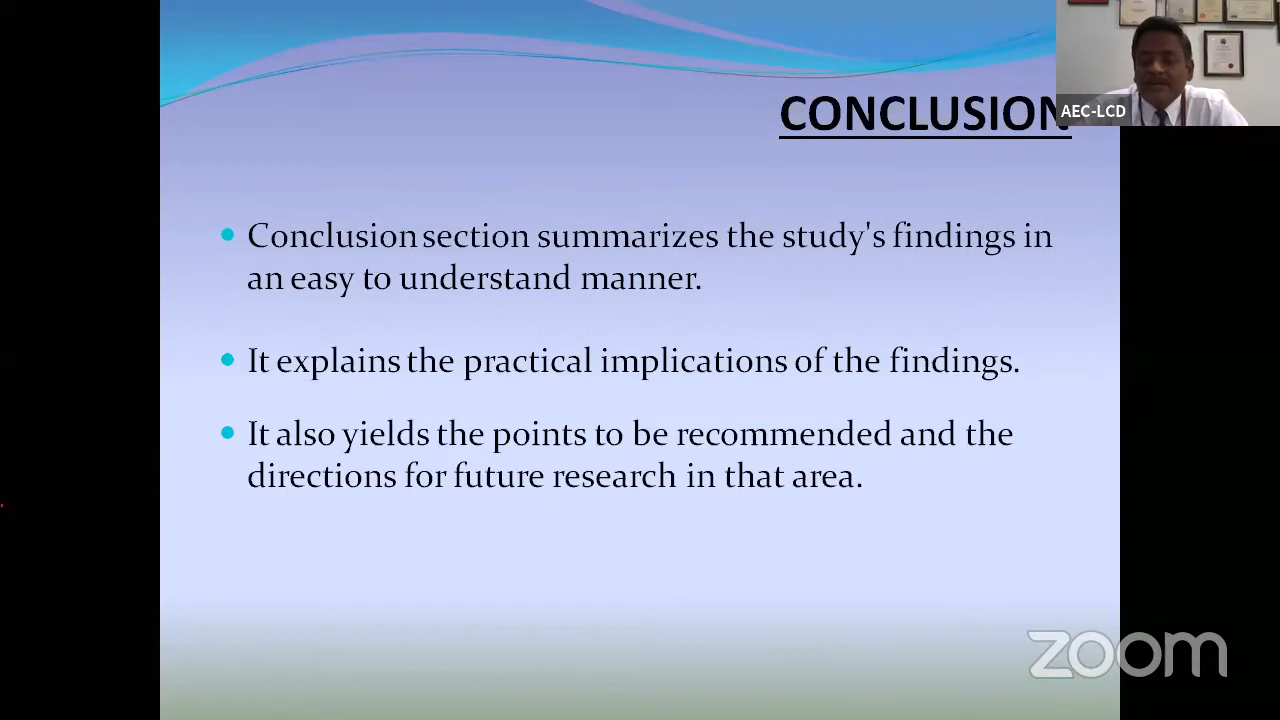 CONCLUSION
AEC-LCD
Conclusion section summarizes the study's findings in
an easy to understand manner.
It explains the practical implications of the findings.
It also yields the points to be recommended and the
directions for future research in that area.
zoom